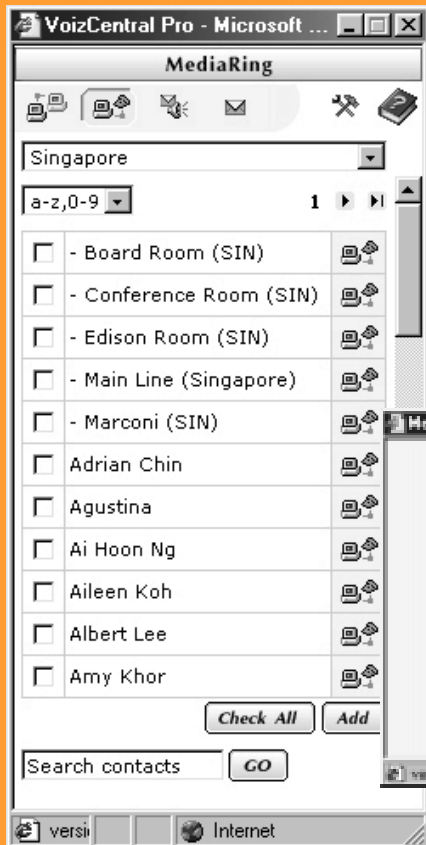 VoizCentral Pro - Microsoft ...
MediaRing
Singapore
a-z,0-9 1
- Board Room (SIN)
- Conference Room (SIN)
- Edison Room (SIN)
- Main Line (Singapore)
- Marconi (SIN)
Adrian Chin
Agustina
Ai Hoon Ng
Aileen Koh
Albert Lee
Amy Khor
Check All Add
Search contacts GO
versi Internet